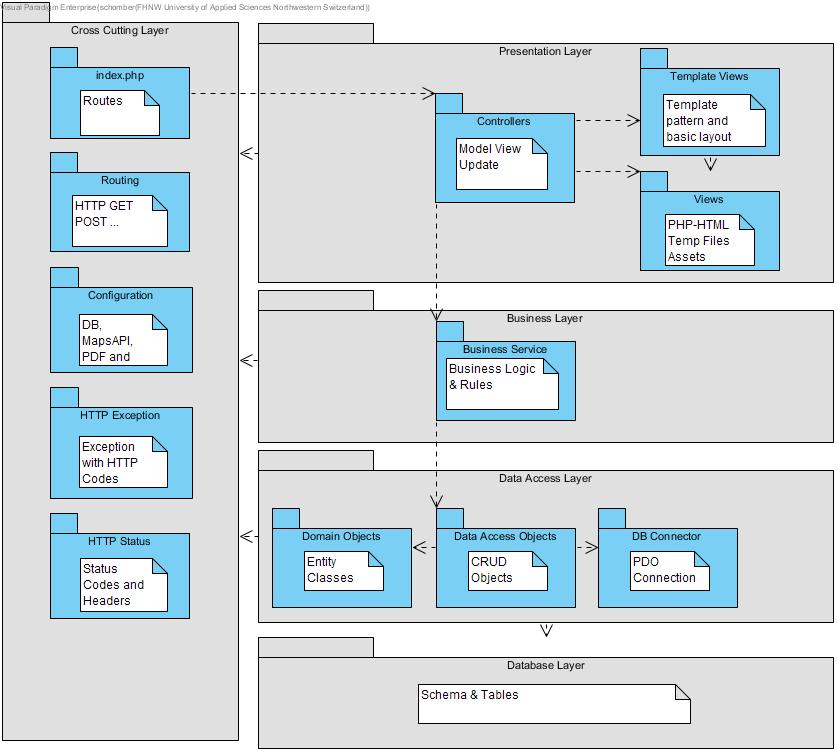 Visual Paradigm Enterprise(schomber(FHNW University of Applied Sciences Northwestern Switzerland))
Cross Cutting Layer
index.php
Routes
Routing
HTTP GET
POST ...
Configuration
DB,
MapsAPI,
PDF and
HTTP Exception
Exception
with HTTP
Codes
HTTP Status
Status
Codes and
Headers
Presentation Layer
Controllers
Model View
Update
Template Views
Template
pattern and
basic layout
Views
PHP-HTML
Temp Files
Assets
Business Layer
Business Service
Business Logic
& Rules
Data Access Layer
Domain Objects
Entity
Classes
Data Access Objects
CRUD
Objects
DB Connector
PDO
Connection
Database Layer
Schema & Tables